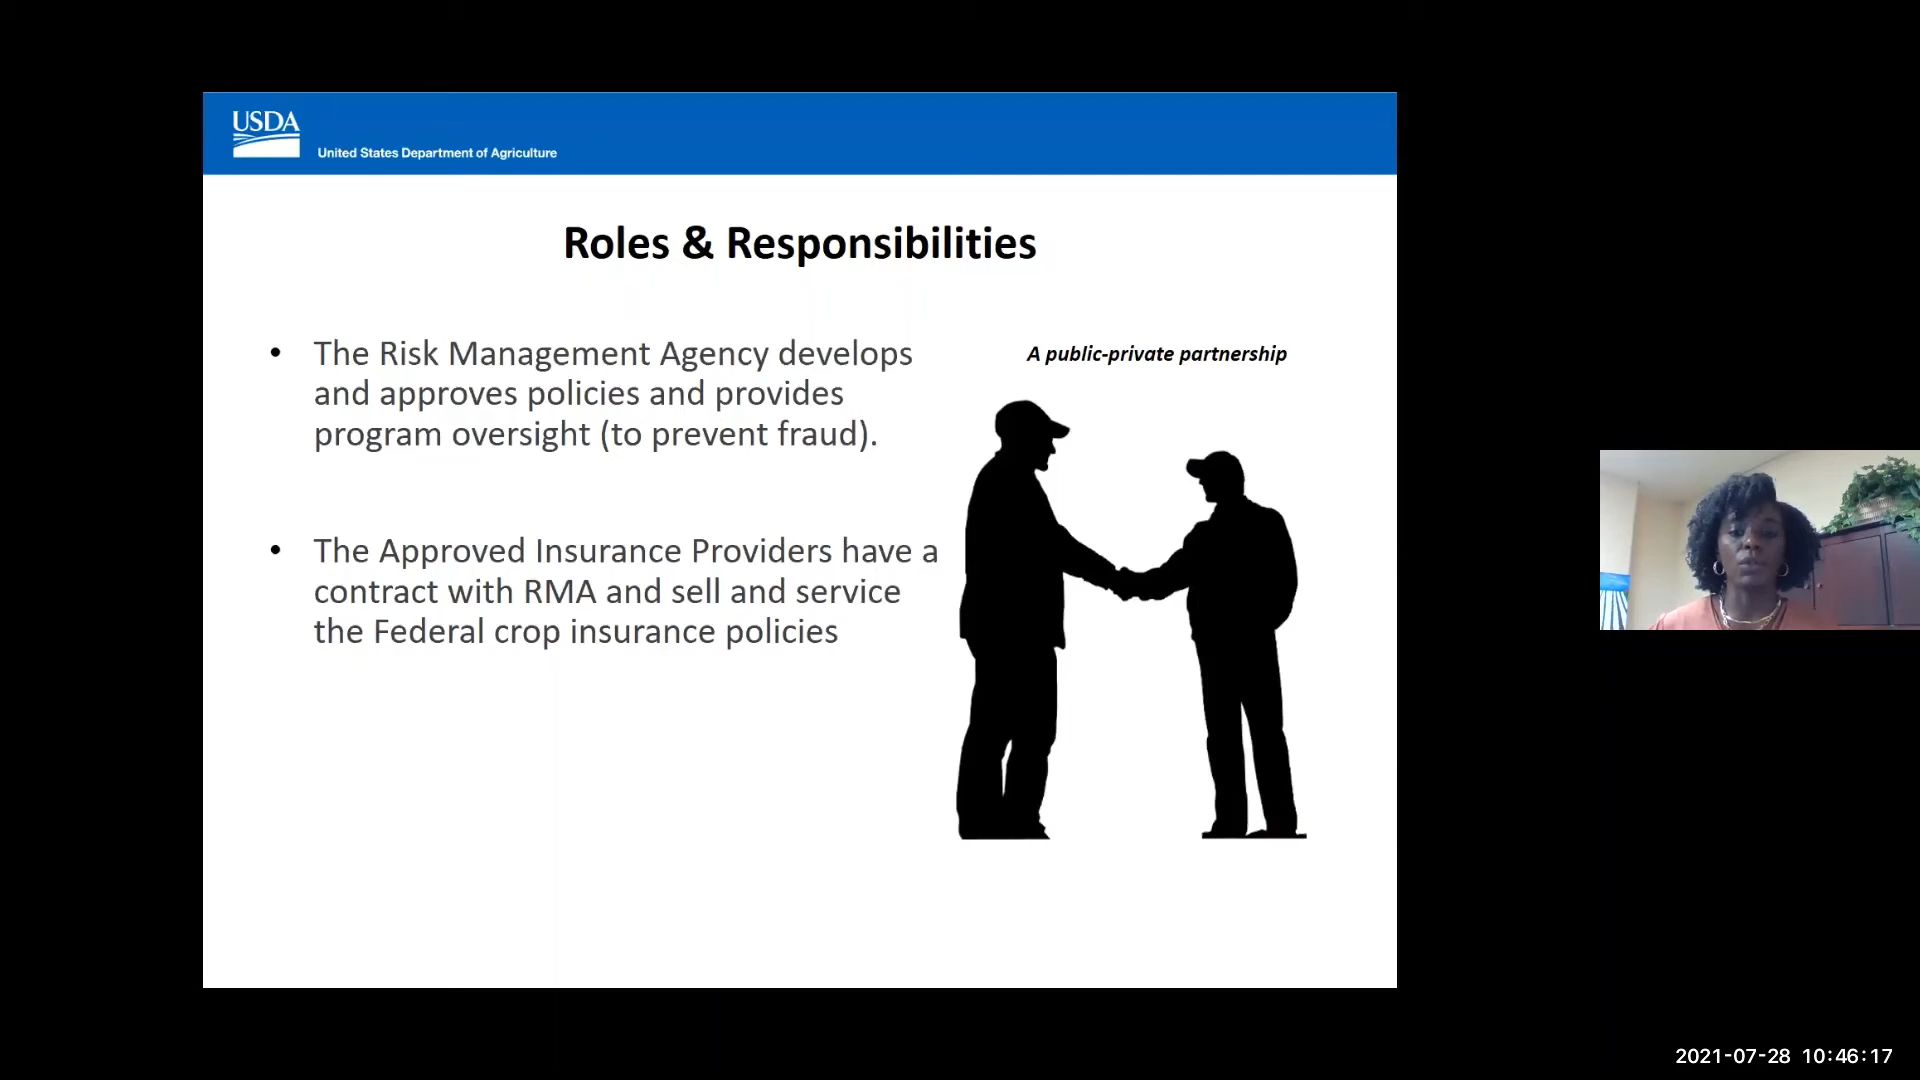 USDA
United States Department of Agriculture
Roles & Responsibilities
• The Risk Management Agency develops
and approves policies and provides
program oversight (to prevent fraud).
A public-private partnership
• The Approved Insurance Providers have a
contract with RMA and sell and service
the Federal crop insurance policies
2021-07-28 10:46:17